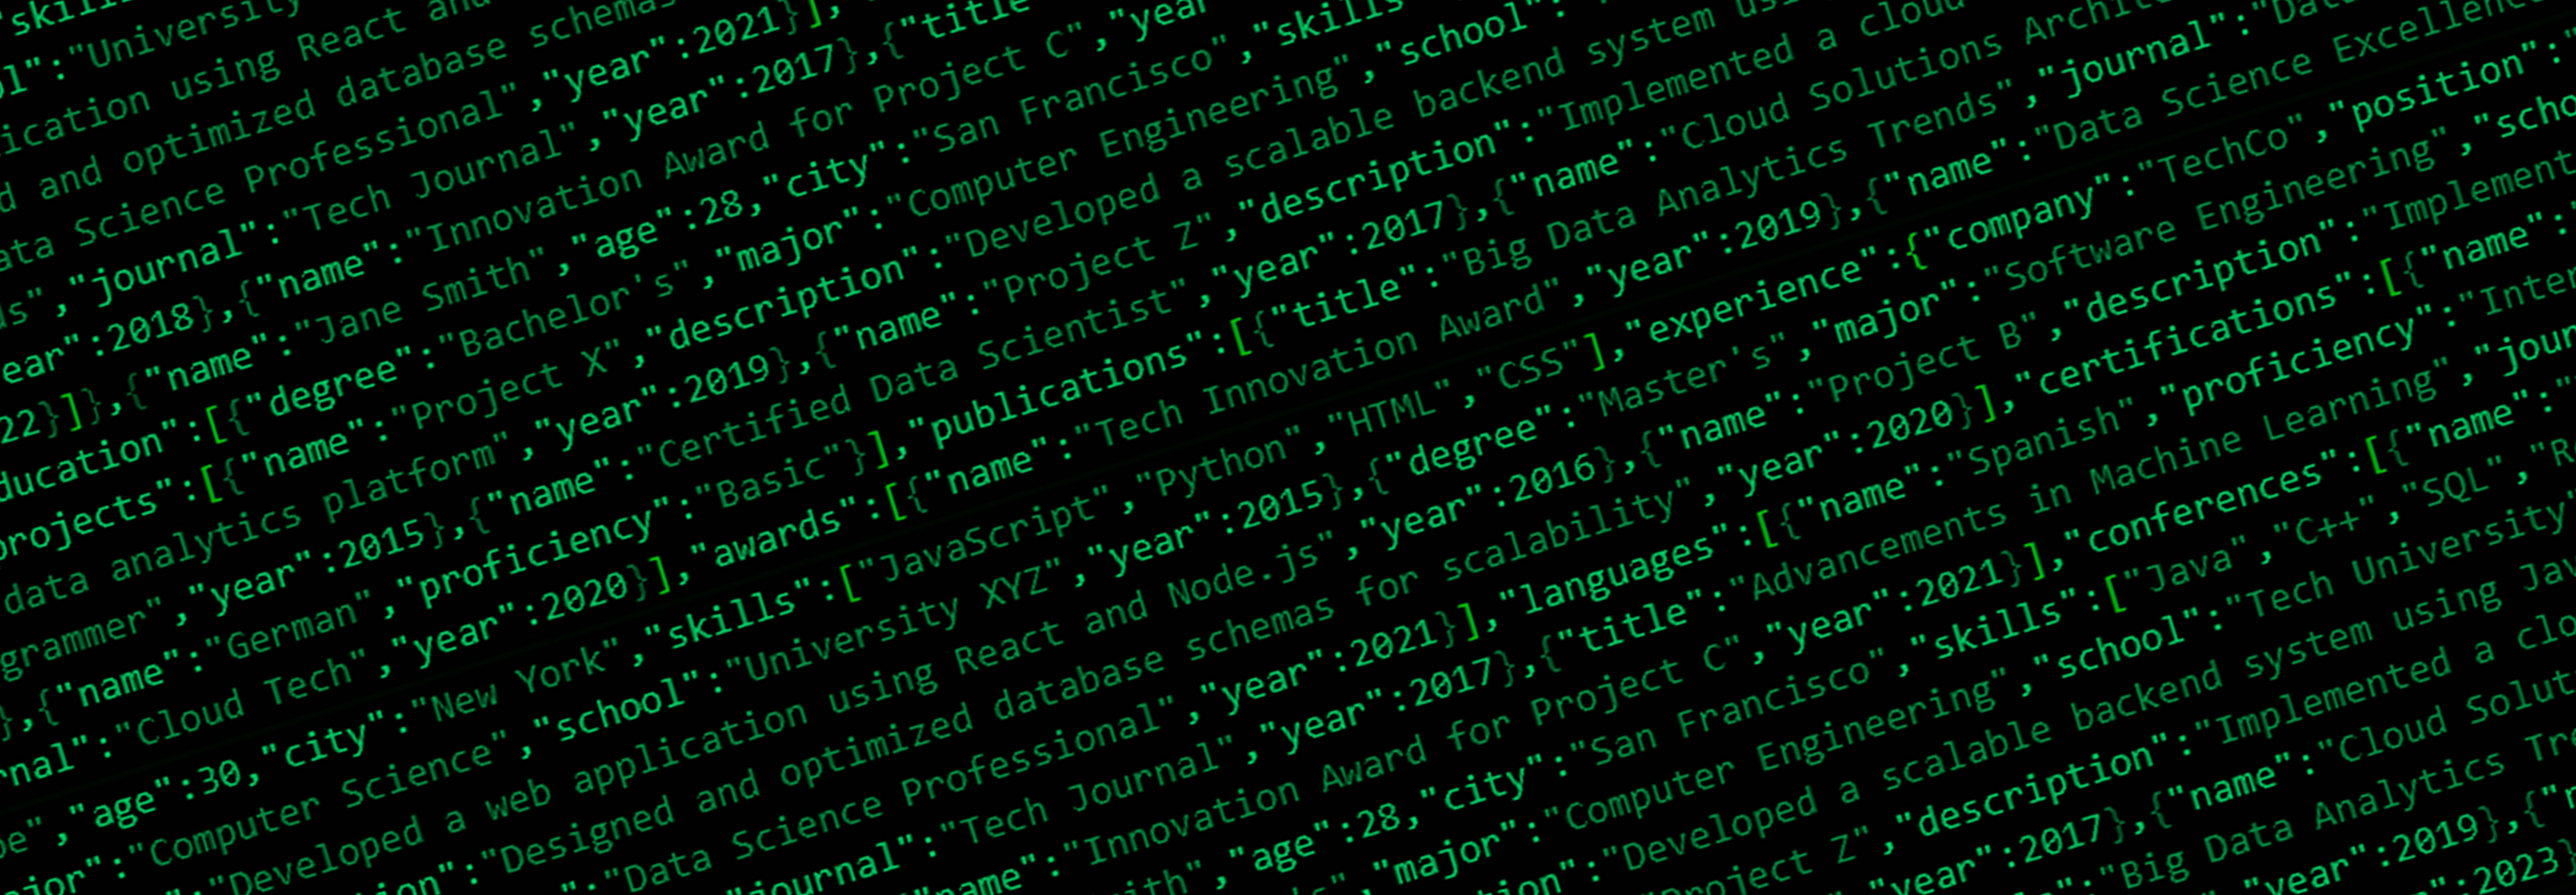 "skills
"University
ication using React and
d and optimized database schemas
Data Science Professional","year":2021}],
","journal":"Tech Journal","year":2017},{"title
year":2018},{"name":"Innovation Award for Project C","year
22}]},{"name":"Jane Smith","age":28,"city":"San Francisco","skills
ducation":[{"degree":"Bachelor's","major":"Computer Engineering","school":
projects":[{"name":"Project X","description":"Developed a scalable backend system
data analytics platform","year":2019},{"name":"Project Z","description":"Implemented a cloud
grammer","year":2015},{"name":"Certified Data Scientist","year":2017},{"name":"Cloud Solutions
},{"name":"German","proficiency":"Basic"}],"publications":[{"title":"Big Data Analytics Trends","journal":"Data
rnal":"Cloud Tech","year":2020}],"awards":[{"name":"Tech Innovation Award","year":2019},{"name":"Data Science Excellence
","age":30,"city":"New York","skills":["JavaScript","Python","HTML","CSS"],"experience":{"company":"TechCo","position":
":"Computer Science","school":"University XYZ","year":2015},{"degree":"Master's","major":"Software Engineering","scho
":"Developed a web application using React and Node.js","year":2016},{"name":"Project B","description":"Implement
":"Designed and optimized database schemas for scalability","year":2020}],"certifications":[{"name":
":"Data Science Professional","year":2021}],"languages":[{"name":"Spanish","proficiency":"Inte
journal":"Tech Journal","year":2017},{"title":"Advancements in Machine Learning","jour
name":"Innovation Award for Project C","year":2021}],"conferences":[{"name":
","age":28,"city":"San Francisco","skills":["Java","C++","SQL",
","major":"Computer Engineering","school":"Tech University
":"Developed a scalable backend system using Jav
Project Z","description":"Implemented a clo
"year":2017},{"name":"Cloud Solut
":"Big Data Analytics Tre
"year":2019},{
":2023}